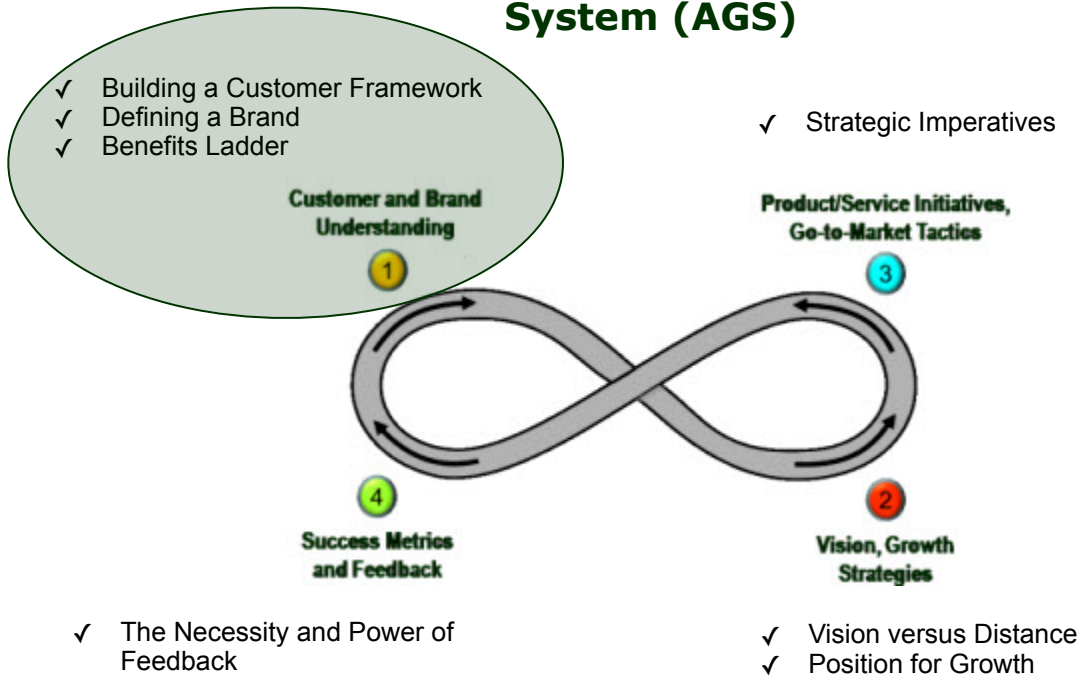 System (AGS)
✓ Building a Customer Framework
✓ Defining a Brand
✓ Benefits Ladder
✓ Strategic Imperatives
Customer and Brand
Understanding
1
Product/Service Initiatives,
Go-to-Market Tactics
3
4
Success Metrics
and Feedback
2
Vision, Growth
Strategies
✓ The Necessity and Power of
Feedback
✓ Vision versus Distance
✓ Position for Growth